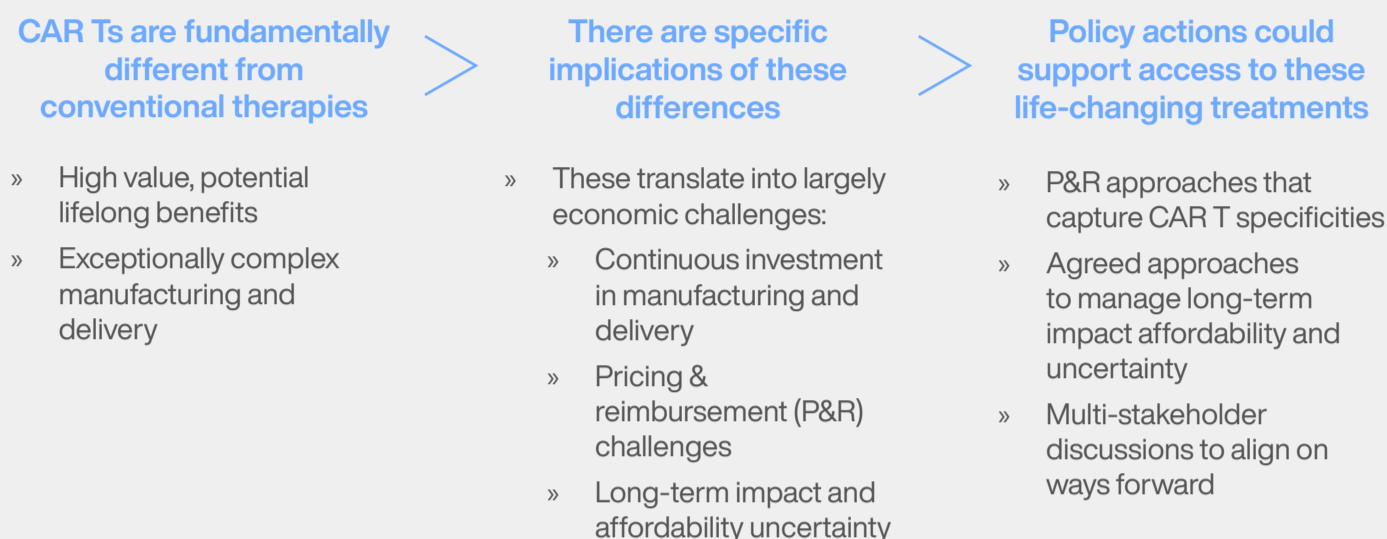 CAR Ts are fundamentally
different from
conventional therapies
» High value, potential
lifelong benefits
» Exceptionally complex
manufacturing and
delivery
There are specific
implications of these
differences
» These translate into largely
economic challenges:
» Continuous investment
in manufacturing and
delivery
» Pricing &
reimbursement (P&R)
challenges
» Long-term impact and
affordability uncertainty
Policy actions could
support access to these
life-changing treatments
» P&R approaches that
capture CAR T specificities
» Agreed approaches
to manage long-term
impact affordability and
uncertainty
» Multi-stakeholder
discussions to align on
ways forward